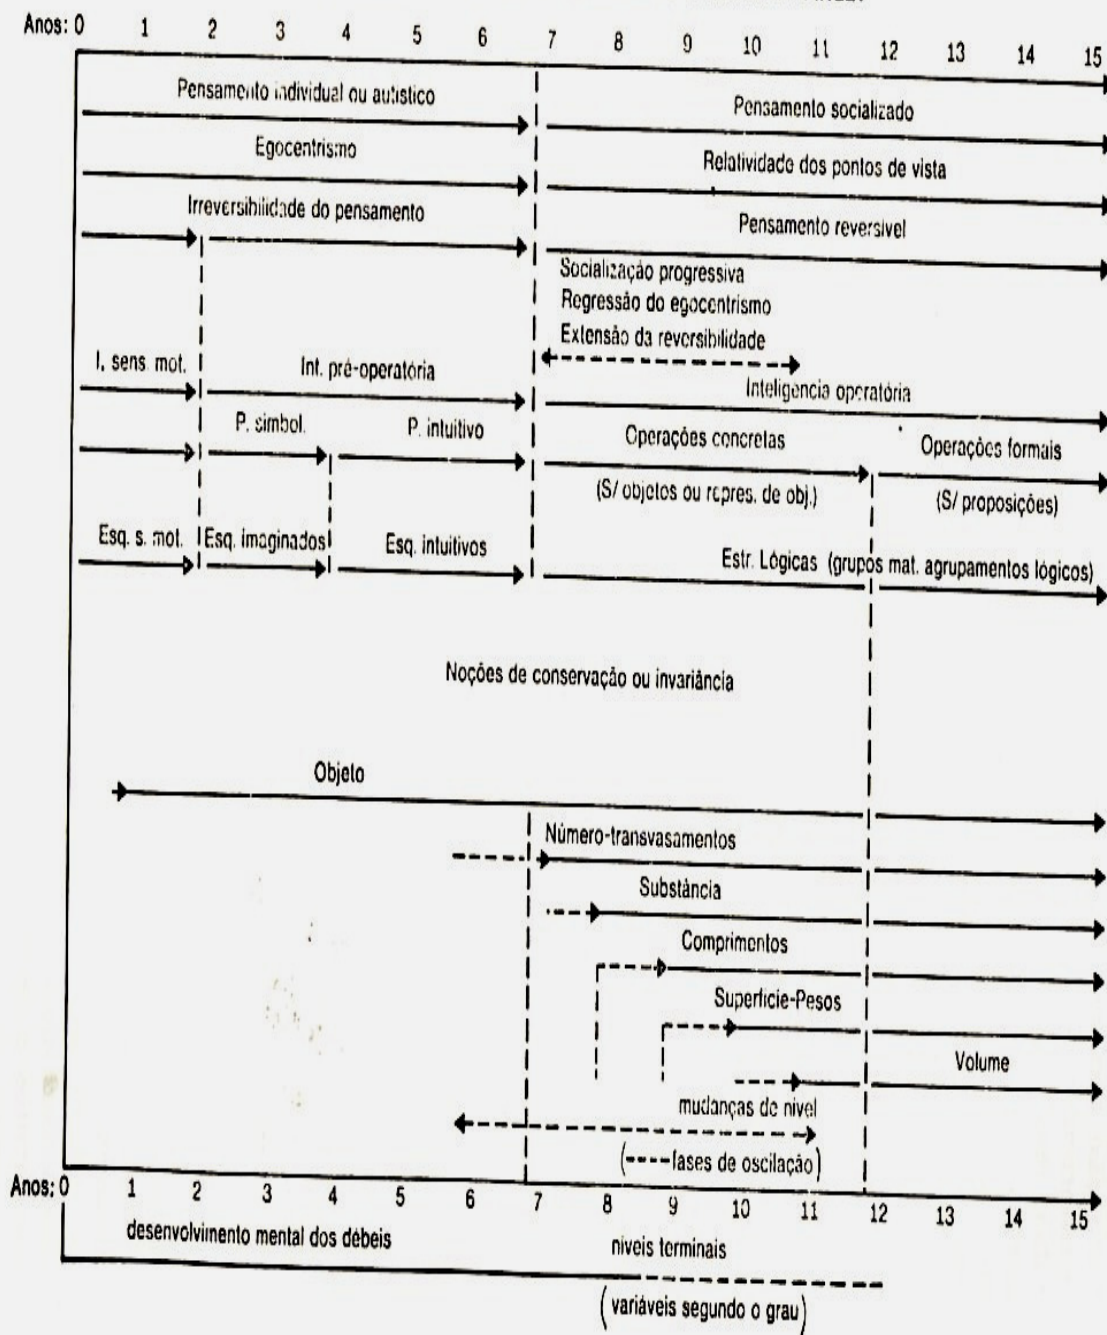 Anos: 0 1 2 3 4 5 6 7 8 9 10 11 12 13 14 15
Pensamento individual ou autístico
Pensamento socializado
Egocentrismo
Relatividade dos pontos de vista
Irreversibilidade do pensamento
Pensamento reversível
Socialização progressiva
Regressão do egocentrismo
Extensão da reversibilidade
I. sens. mot.
Int. pré-operatória
Inteligencia operatória
P. simbol.
P. intuitivo
Operações concretas
Operações formais
(S/ objetos ou repres. de obj.)
(S/ proposições)
Esq. s. mot.
Esq. imaginados
Esq. intuitivos
Estr. Lógicas (grupos mat. agrupamentos lógicos)
Noções de conservação ou invariância
Objeto
Número-transvasamentos
Substância
Comprimentos
Superfície-Pesos
Volume
mudanças de nível
(----fases de oscilação)
Anos: 0 1 2 3 4 5 6 7 8 9 10 11 12 13 14 15
desenvolvimento mental dos débeis
níveis terminais
(variáveis segundo o grau)